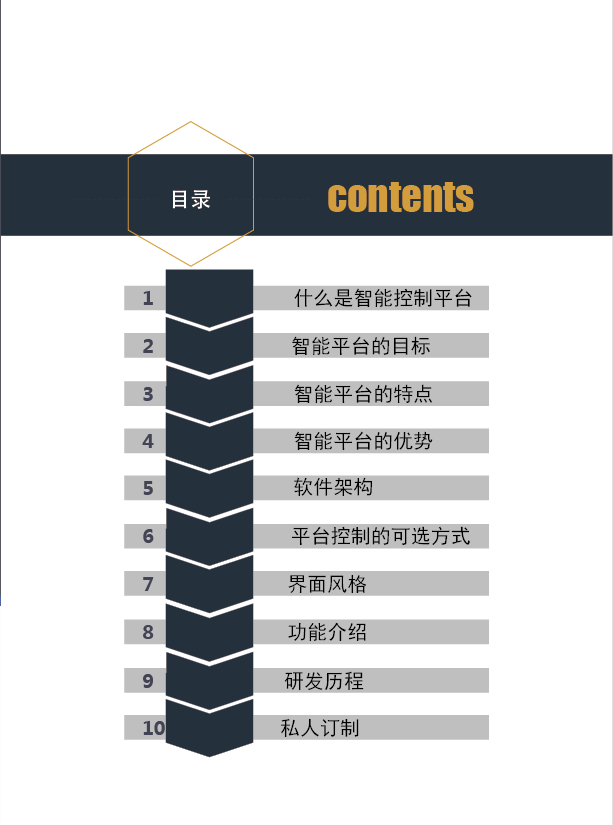 目录
contents
1 什么是智能控制平台
2 智能平台的目标
3 智能平台的特点
4 智能平台的优势
5 软件架构
6 平台控制的可选方式
7 界面风格
8 功能介绍
9 研发历程
10 私人订制